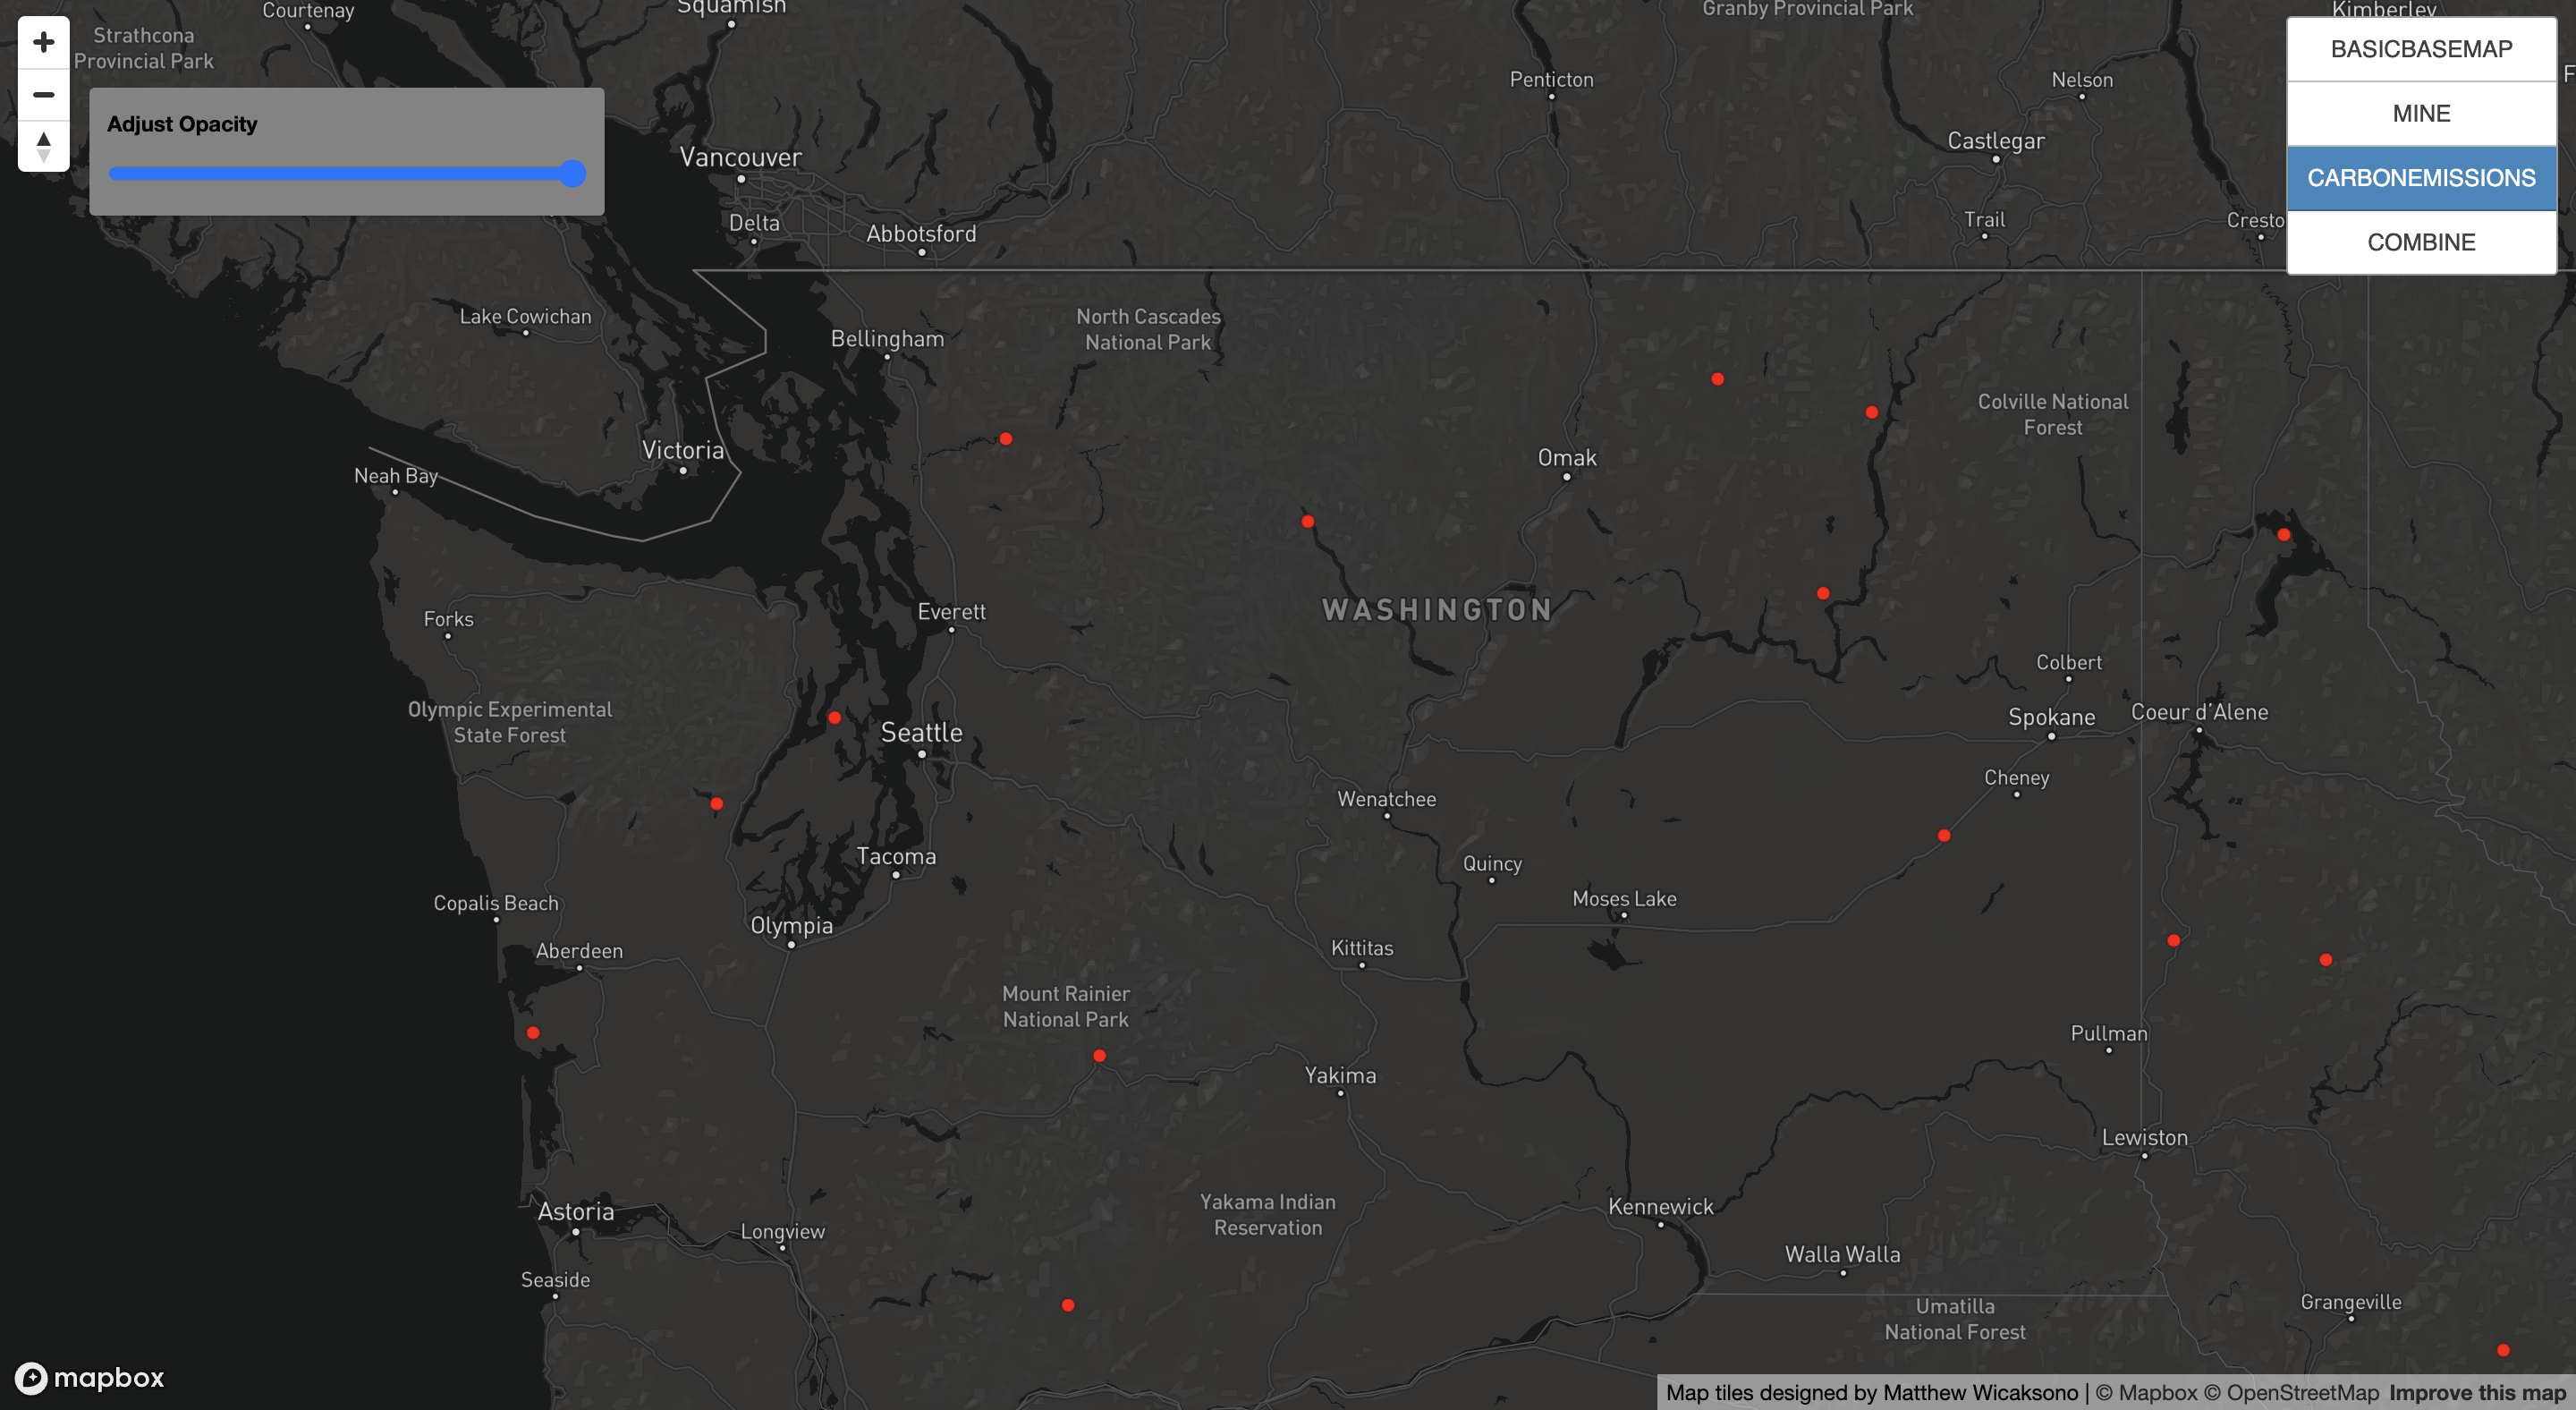 Courtenay
Squamish
Granby Provincial Park
Kimberley
Strathcona
Provincial Park
+
−
BASICBASEMAP
MINE
CARBONEMISSIONS
COMBINE
F
Penticton
Nelson
Adjust Opacity
Vancouver
Castlegar
Delta
Abbotsford
Trail
Cresto
Lake Cowichan
Bellingham
North Cascades
National Park
Colville National
Forest
Victoria
Neah Bay
Omak
WASHINGTON
Everett
Forks
Colbert
Olympic Experimental
State Forest
Seattle
Spokane
Coeur d'Alene
Cheney
Wenatchee
Tacoma
Quincy
Moses Lake
Copalis Beach
Olympia
Aberdeen
Kittitas
Mount Rainier
National Park
Pullman
Yakima
Lewiston
Astoria
Yakama Indian
Reservation
Kennewick
Longview
Walla Walla
Seaside
Umatilla
National Forest
Grangeville
mapbox
Map tiles designed by Matthew Wicaksono | © Mapbox © OpenStreetMap Improve this map